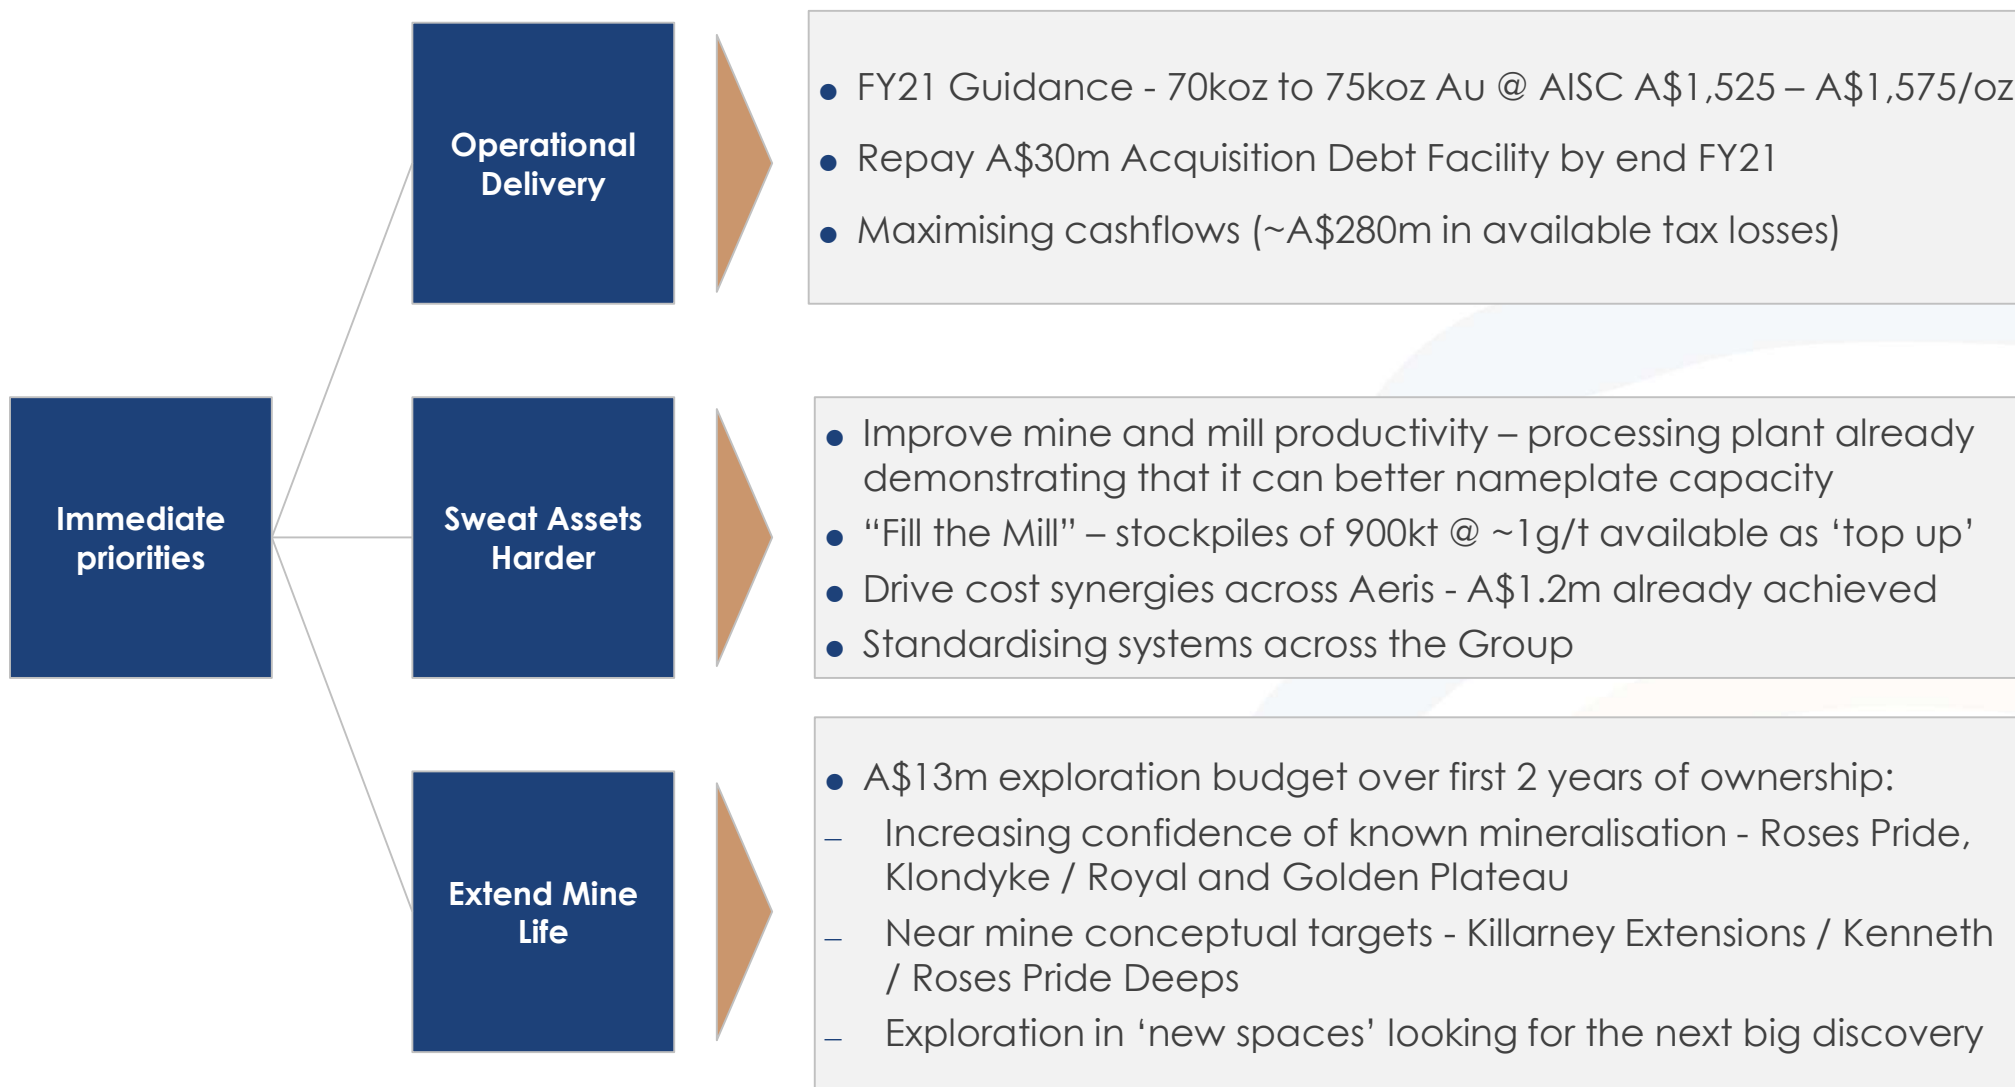 Immediate
priorities
Operational
Delivery
● FY21 Guidance - 70koz to 75koz Au @ AISC A$1,525 – A$1,575/oz
● Repay A$30m Acquisition Debt Facility by end FY21
● Maximising cashflows (~A$280m in available tax losses)
Sweat Assets
Harder
● Improve mine and mill productivity – processing plant already
demonstrating that it can better nameplate capacity
● “Fill the Mill” – stockpiles of 900kt @ ~1g/t available as ‘top up’
● Drive cost synergies across Aeris - A$1.2m already achieved
● Standardising systems across the Group
Extend Mine
Life
● A$13m exploration budget over first 2 years of ownership:
– Increasing confidence of known mineralisation - Roses Pride,
Klondyke / Royal and Golden Plateau
– Near mine conceptual targets - Killarney Extensions / Kenneth
/ Roses Pride Deeps
– Exploration in ‘new spaces’ looking for the next big discovery